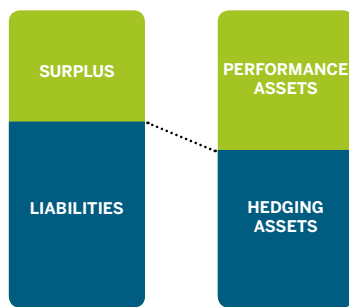 SURPLUS
LIABILITIES
PERFORMANCE
ASSETS
HEDGING
ASSETS